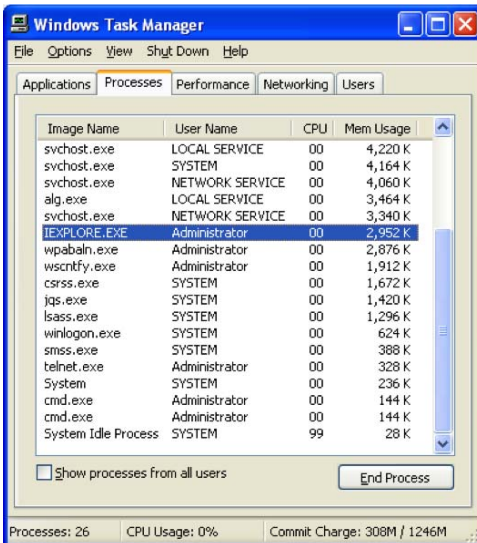 Windows Task Manager
File Options View Shut Down Help
Applications Processes Performance Networking Users
Image Name User Name CPU Mem Usage
svchost.exe LOCAL SERVICE 00 4,220 K
svchost.exe SYSTEM 00 4,164 K
svchost.exe NETWORK SERVICE 00 4,060 K
alg.exe LOCAL SERVICE 00 3,464 K
svchost.exe NETWORK SERVICE 00 3,340 K
IEXPLORE.EXE Administrator 00 2,952 K
wpabaln.exe Administrator 00 2,876 K
wscntfy.exe Administrator 00 1,912 K
csrss.exe SYSTEM 00 1,672 K
jqs.exe SYSTEM 00 1,420 K
lsass.exe SYSTEM 00 1,296 K
winlogon.exe SYSTEM 00 624 K
smss.exe SYSTEM 00 388 K
telnet.exe Administrator 00 328 K
System SYSTEM 00 236 K
cmd.exe Administrator 00 144 K
cmd.exe Administrator 00 144 K
System Idle Process SYSTEM 99 28 K
Show processes from all users End Process
Processes: 26 CPU Usage: 0% Commit Charge: 308M / 1246M